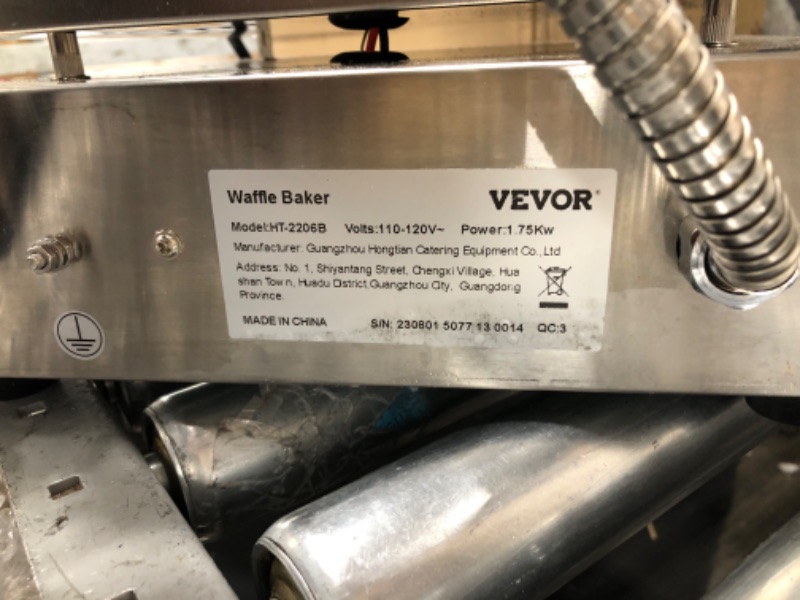 Waffle Baker VEVOR®
Model:HT-2206B Volts:110-120V~ Power:1.75Kw
Manufacturer: Guangzhou Hongtian Catering Equipment Co.,Ltd
Address: No. 1, Shiyantang Street, Chengxi Village, Hua
shan Town, Huadu District,Guangzhou City, Guangdong
Province.
MADE IN CHINA S/N: 230801 5077 13 0014 QC:3